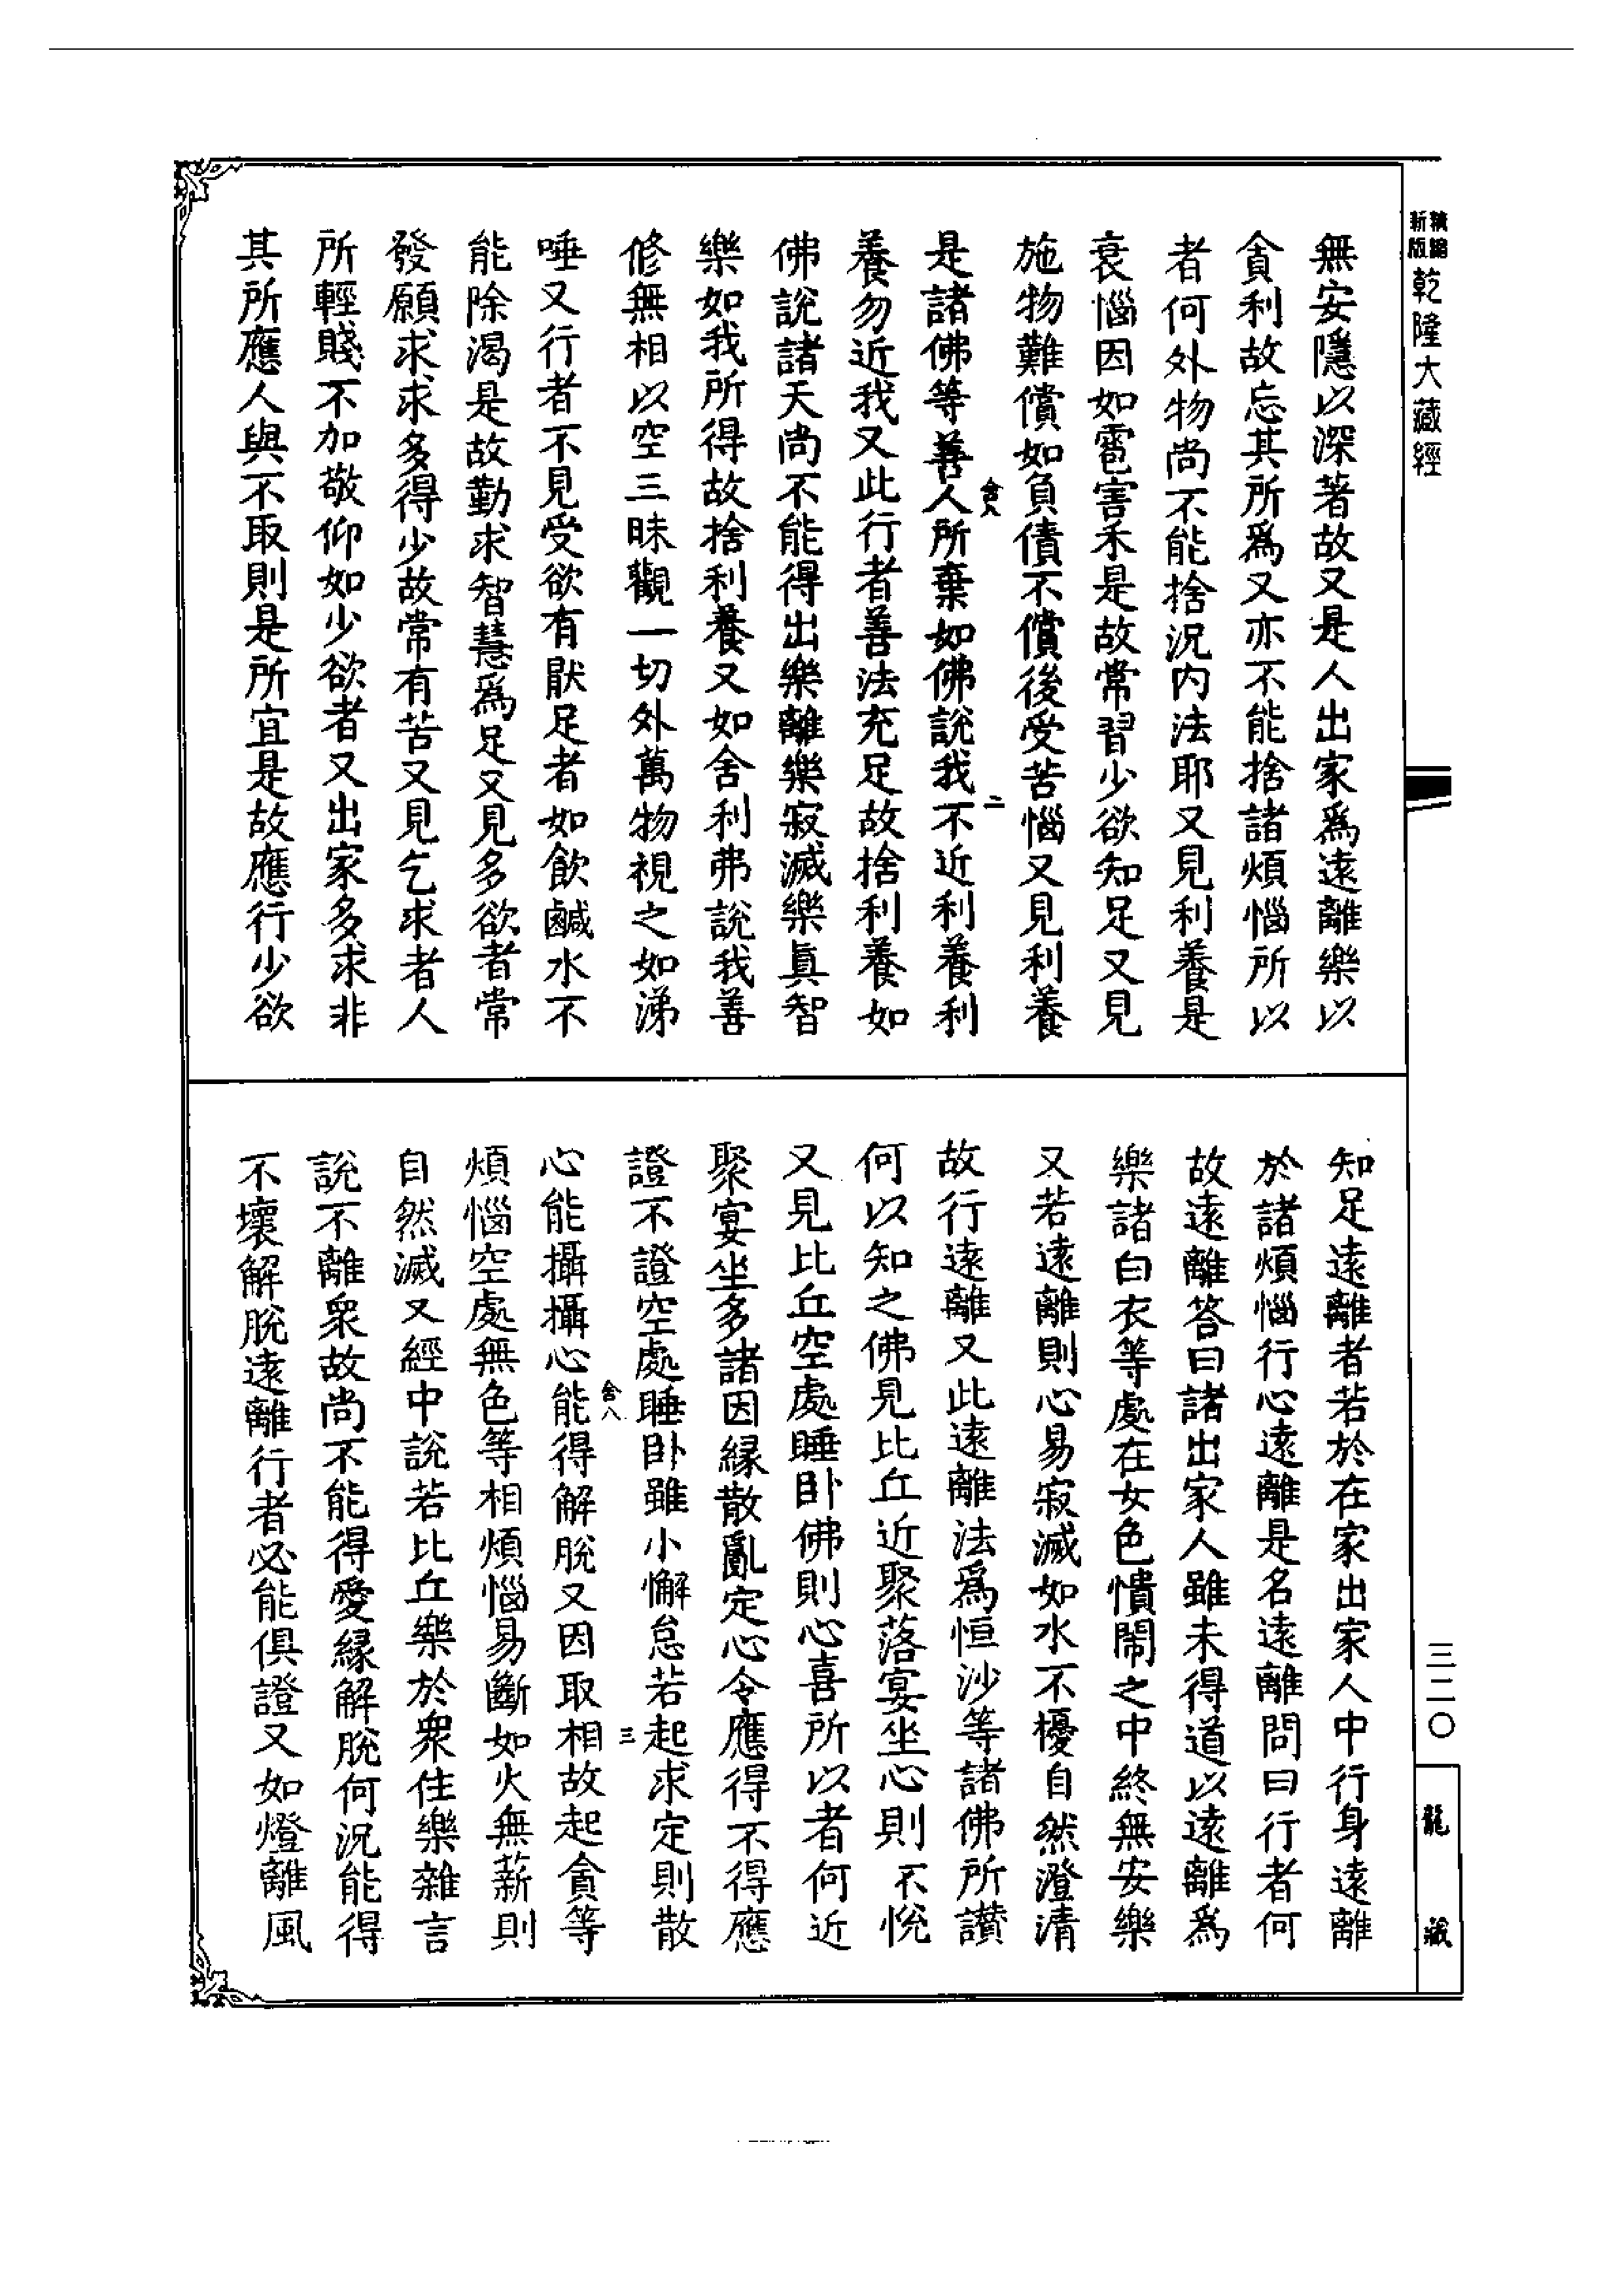 新版精縮乾隆大藏經
無安隱以深著故又是人出家爲遠離樂以
貪利故忘其所爲又亦不能捨諸煩惱所以
者何外物尚不能捨況内法耶又見利養是
衰惱因如雹害禾是故常習少欲知足又見
施物難償如負債不償後受苦惱又見利養
是諸佛等善人所棄如佛說我不近利養利
舍八
二
養勿近我又此行者善法充足故捨利養如
佛說諸天尚不能得出樂離樂寂滅樂眞智
樂如我所得故捨利養又如舍利弗說我善
修無相以空三昧觀一切外萬物視之如涕
唾又行者不見受欲有猒足者如飲鹹水不
能除渴是故勤求智慧爲足又見多欲者常
發願求求多得少故常有苦又見乞求者人
所輕賤不加敬仰如少欲者又出家多求非
其所應人與不取則是所宜是故應行少欲
知足遠離者若於在家出家人中行身遠離
於諸煩惱行心遠離是名遠離問曰行者何
故遠離答曰諸出家人雖未得道以遠離爲
樂諸白衣等處在女色憒閙之中終無安樂
又若遠離則心易寂滅如水不擾自然澄清
故行遠離又此遠離法爲恒沙等諸佛所讃
何以知之佛見比丘近聚落宴坐心則不悅
又見比丘空處睡臥佛則心喜所以者何近
聚宴坐多諸因緣散亂定心令應得不得應
證不證空處睡臥雖小懈怠若起求定則散
心能攝攝心能得解脫又因取相故起貪等
舍八
三
煩惱空處無色等相煩惱易斷如火無薪則
自然滅又經中說若比丘樂於衆住樂雜言
說不離衆故尚不能得愛緣解脫何況能得
不壞解脫遠離行者必能俱證又如燈離風
三二〇
龍藏